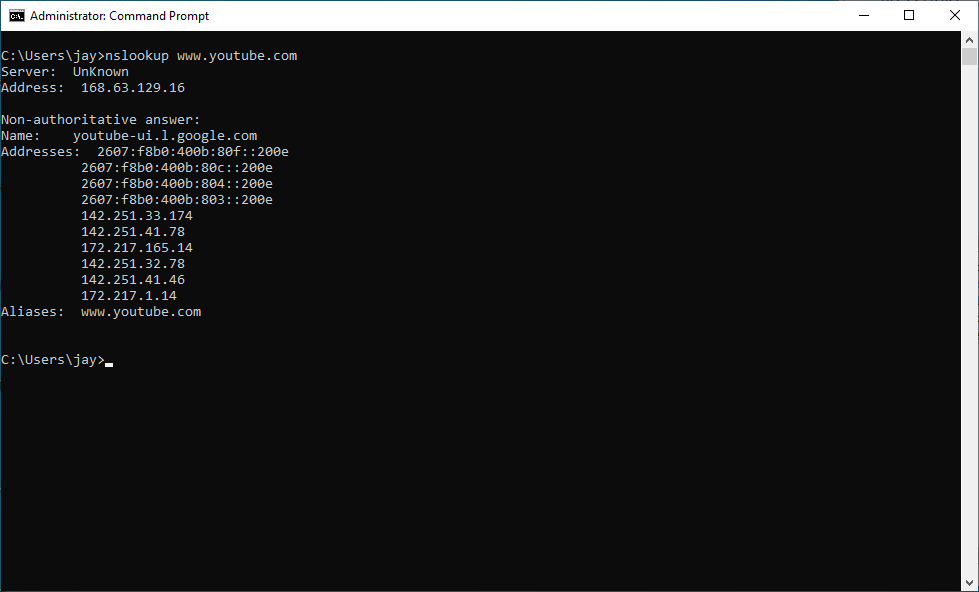 Administrator: Command Prompt
C:\Users\jay>nslookup www.youtube.com
Server:  UnKnown
Address:  168.63.129.16

Non-authoritative answer:
Name:    youtube-ui.l.google.com
Addresses:  2607:f8b0:400b:80f::200e
          2607:f8b0:400b:80c::200e
          2607:f8b0:400b:804::200e
          2607:f8b0:400b:803::200e
          142.251.33.174
          142.251.41.78
          172.217.165.14
          142.251.32.78
          142.251.41.46
          172.217.1.14
Aliases:  www.youtube.com

C:\Users\jay>